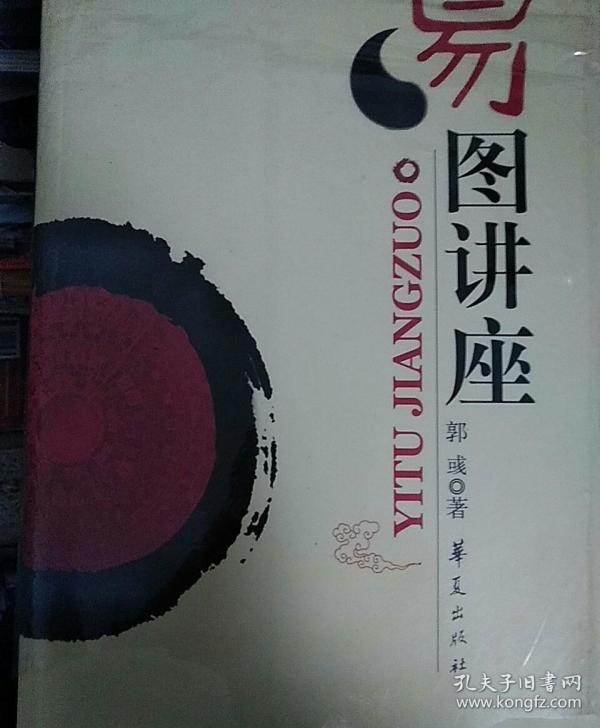 易图讲座
YITU JIANGZUO
郭彧◎著
華夏出版社
孔夫子旧書网
www.kongfz.com